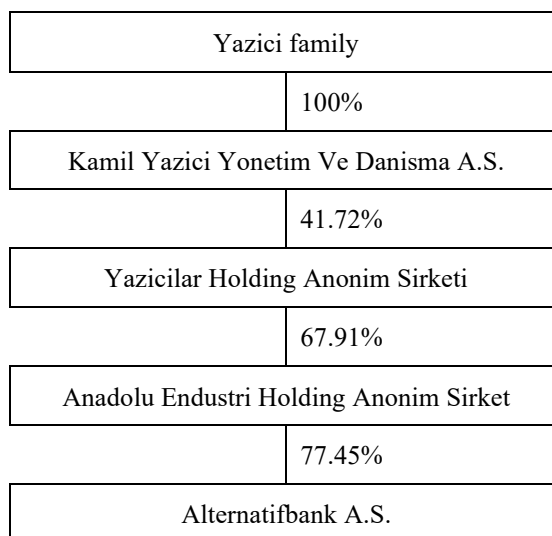 Yazici family
100%
Kamil Yazici Yonetim Ve Danisma A.S.
41.72%
Yazicilar Holding Anonim Sirketi
67.91%
Anadolu Endustri Holding Anonim Sirket
77.45%
Alternatifbank A.S.